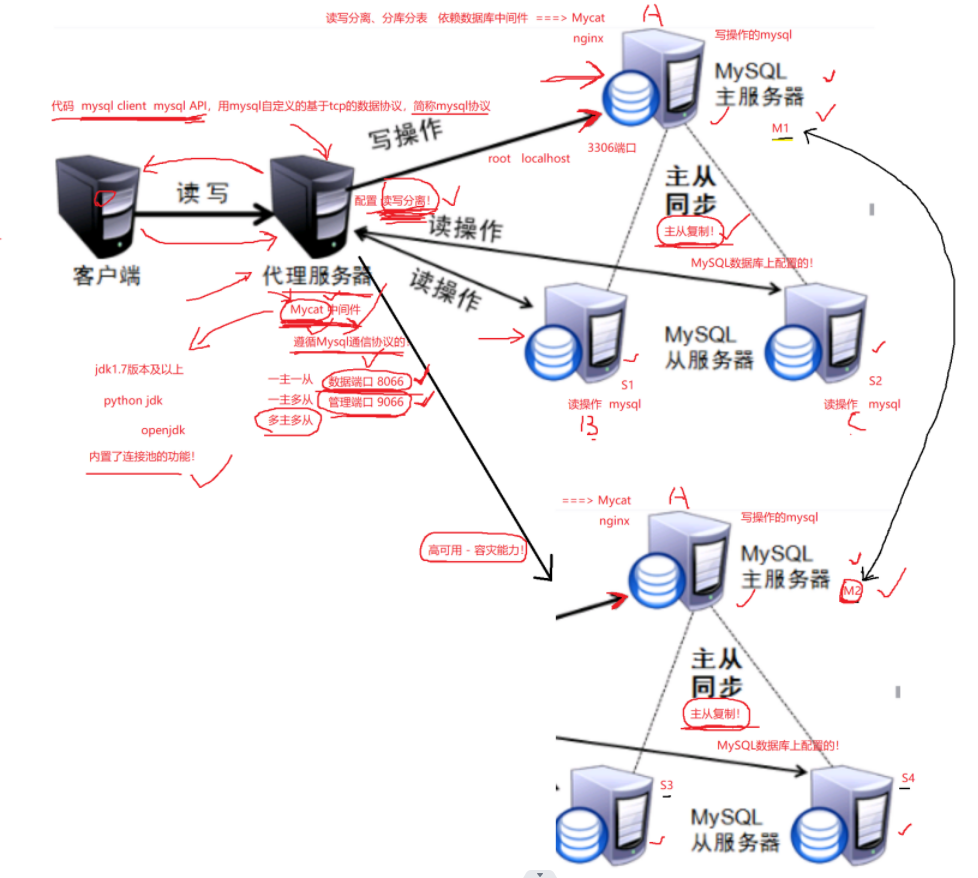 读写分离、分库分表 依赖数据库中间件 ===> Mycat
nginx
A
写操作的mysql
MySQL
主服务器
M1
代码 mysql client mysql API，用mysql自定义的基于tcp的数据协议，简称mysql协议
写操作
root localhost
3306端口
读 写
配置 读写分离！
主从
同步
主从复制！
MySQL数据库上配置的！
读操作
读操作
客户端
代理服务器
Mycat 中间件
遵循Mysql通信协议的！
MySQL
从服务器
S1
S2
jdk1.7版本及以上
一主一从 数据端口 8066
python jdk
一主多从 管理端口 9066
多主多从
openjdk
读操作 mysql
读操作 mysql
B
C
内置了连接池的功能！
===> Mycat
nginx
A
写操作的mysql
高可用 - 容灾能力！
MySQL
主服务器
M2
主从
同步
主从复制！
MySQL数据库上配置的！
S3
S4
MySQL
从服务器